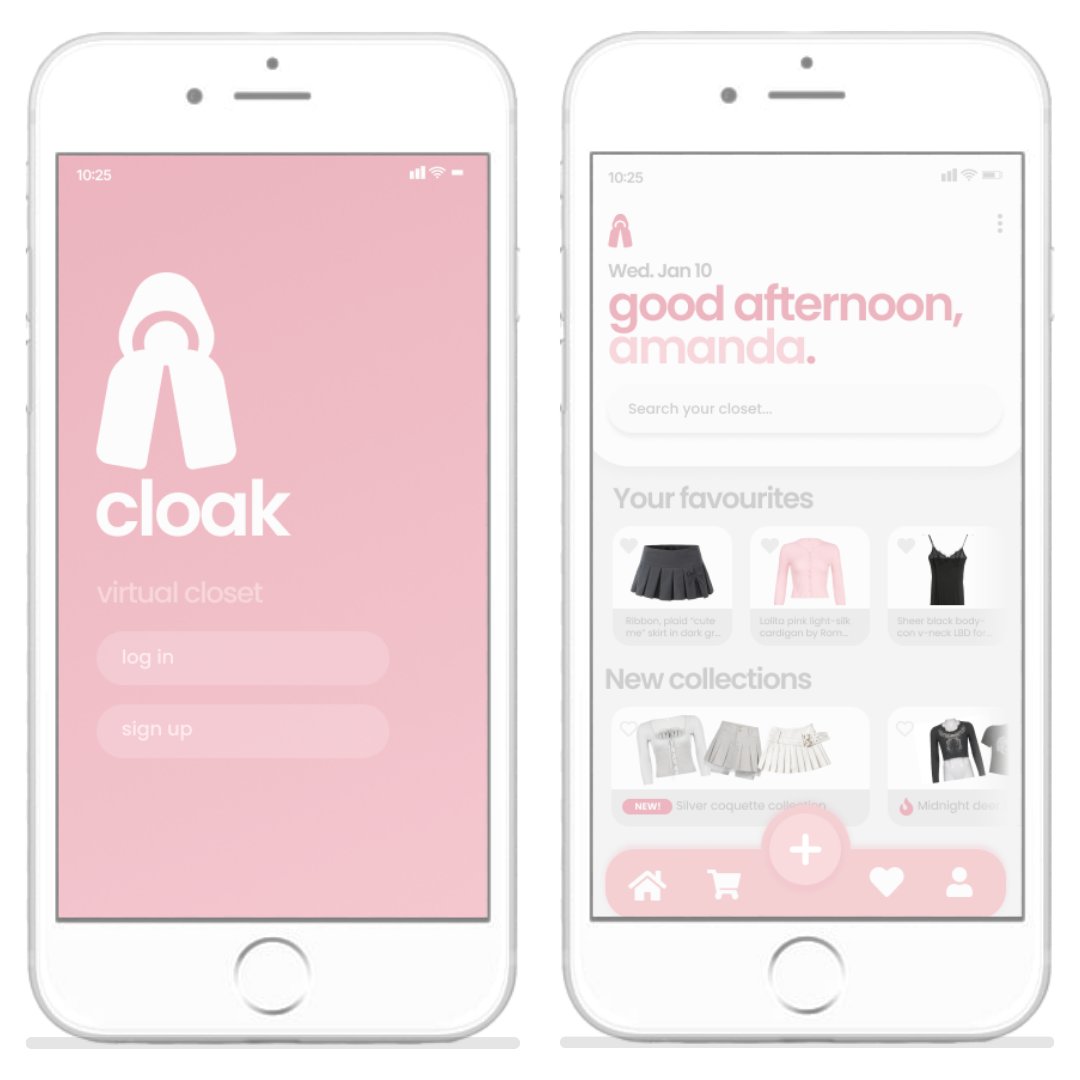 10:25
cloak
virtual closet
log in
sign up
10:25
Wed. Jan 10
good afternoon,
amanda.
Search your closet...
Your favourites
Ribbon, plaid "cute
me" skirt in dark gr...
Lolita pink light-silk
cardigan by Rom...
Sheer black body-
con v-neck LBD for...
New collections
NEW! Silver coquette collection
Midnight